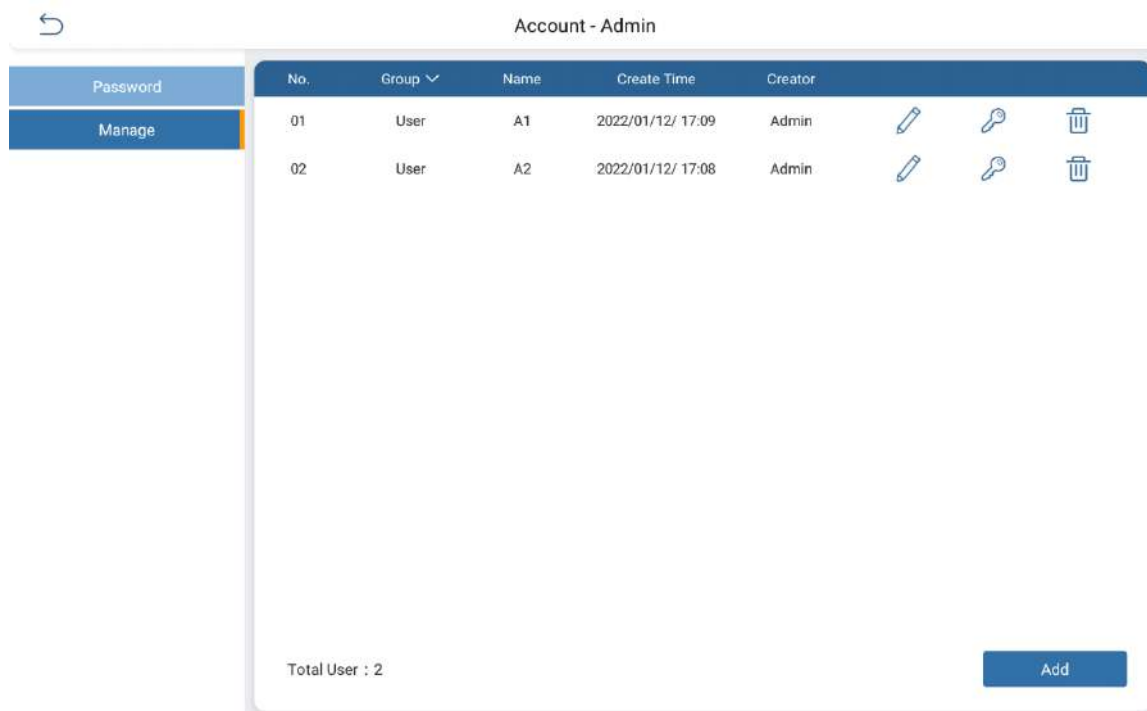 Account - Admin
Password
Manage
No. Group Name Create Time Creator
01 User A1 2022/01/12/ 17:09 Admin
02 User A2 2022/01/12/ 17:08 Admin
Total User : 2
Add